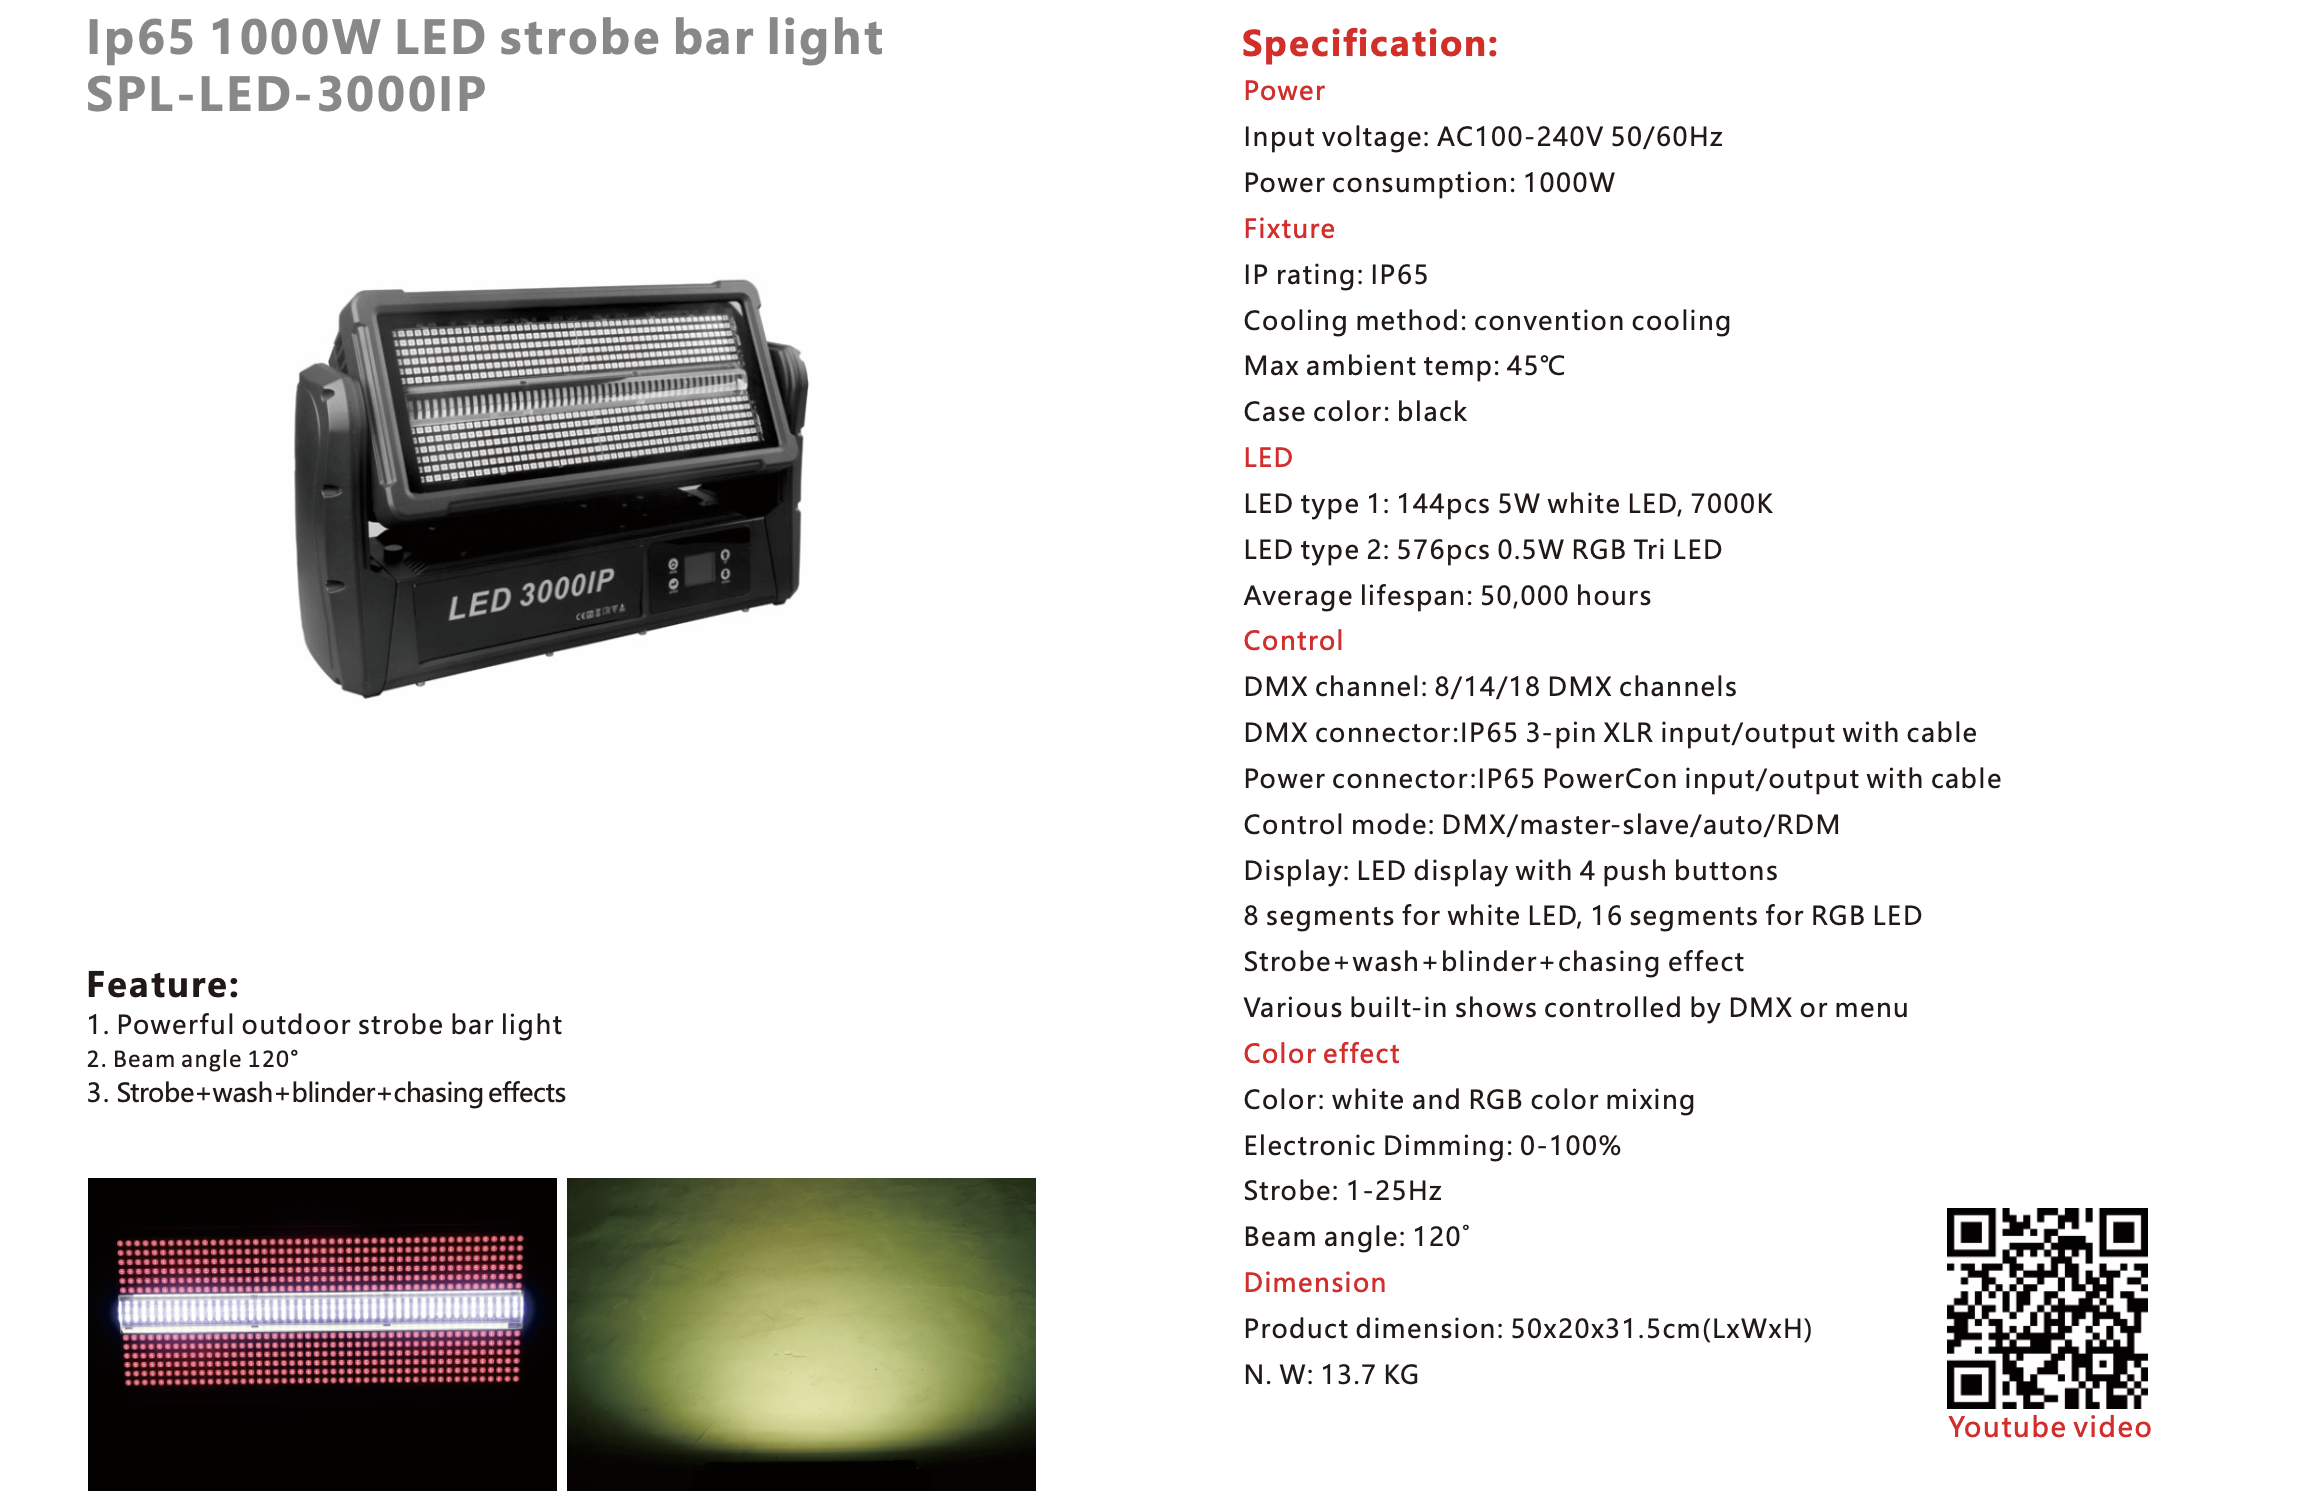 Ip65 1000W LED strobe bar light
SPL-LED-3000IP
LED 3000IP
Feature:
1. Powerful outdoor strobe bar light
2. Beam angle 120°
3. Strobe+wash+blinder+chasing effects
Specification:
Power
Input voltage: AC100-240V 50/60Hz
Power consumption: 1000W
Fixture
IP rating: IP65
Cooling method: convention cooling
Max ambient temp: 45℃
Case color: black
LED
LED type 1: 144pcs 5W white LED, 7000K
LED type 2: 576pcs 0.5W RGB Tri LED
Average lifespan: 50,000 hours
Control
DMX channel: 8/14/18 DMX channels
DMX connector:IP65 3-pin XLR input/output with cable
Power connector:IP65 PowerCon input/output with cable
Control mode: DMX/master-slave/auto/RDM
Display: LED display with 4 push buttons
8 segments for white LED, 16 segments for RGB LED
Strobe+wash+blinder+chasing effect
Various built-in shows controlled by DMX or menu
Color effect
Color: white and RGB color mixing
Electronic Dimming: 0-100%
Strobe: 1-25Hz
Beam angle: 120°
Dimension
Product dimension: 50x20x31.5cm(LxWxH)
N. W: 13.7 KG
Youtube video